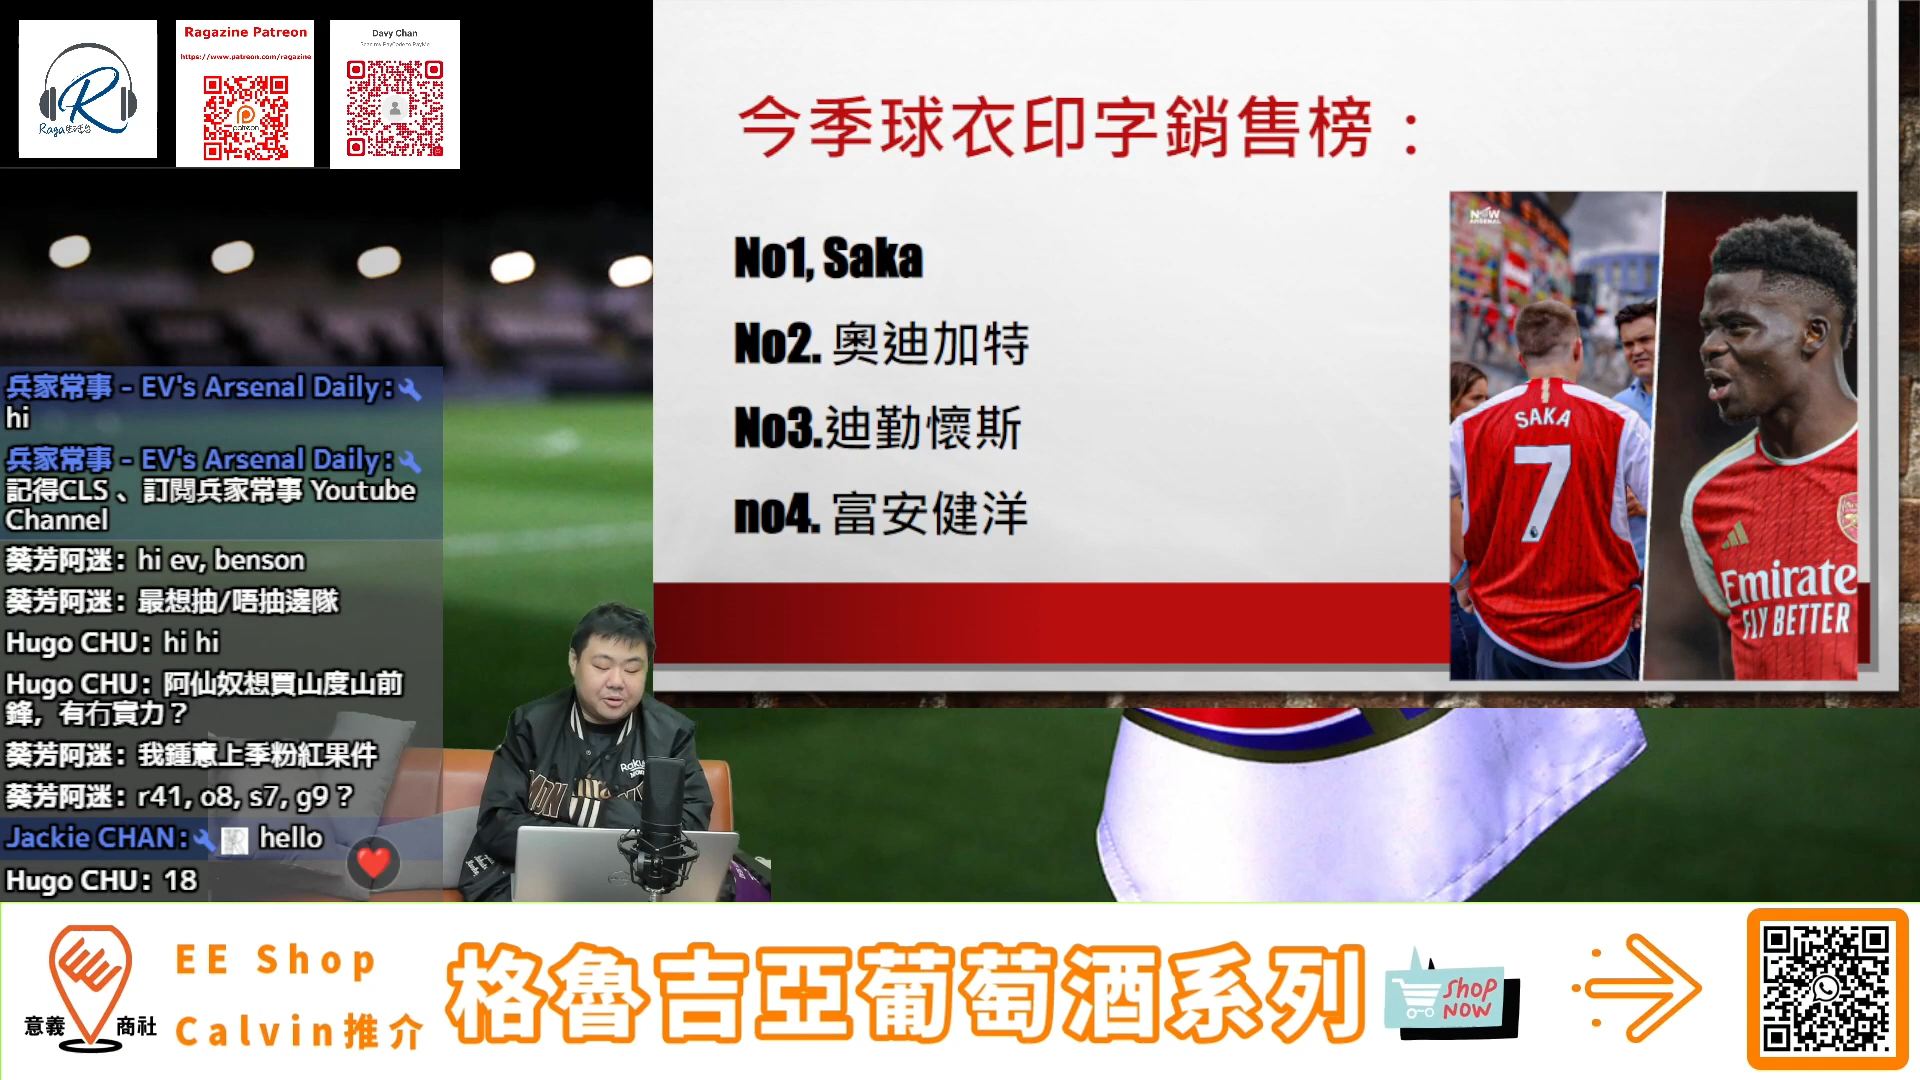 Raga
Ragazine Patreon
https://www.patreon.com/ragazine
Davy Chan
今季球衣印字銷售榜：
No1, Saka
No2. 奧迪加特
No3.迪勤懷斯
no4. 富安健洋
NOW
ARSENAL
SAKA
7
Emirate
FLY BETTER
兵家常事 - EV's Arsenal Daily:
hi
兵家常事 - EV's Arsenal Daily:
記得CLS 、訂閱兵家常事 Youtube
Channel
葵芳阿迷：hi ev, benson
葵芳阿迷：最想抽/唔抽邊隊
Hugo CHU：hi hi
Hugo CHU：阿仙奴想買山度山前
鋒，有冇實力？
葵芳阿迷：我鍾意上季粉紅果件
葵芳阿迷：r41, o8, s7, g9？
Jackie CHAN: hello
Hugo CHU：18
意義 商社
EE Shop
Calvin推介
格魯吉亞葡萄酒系列
Shop
NOW